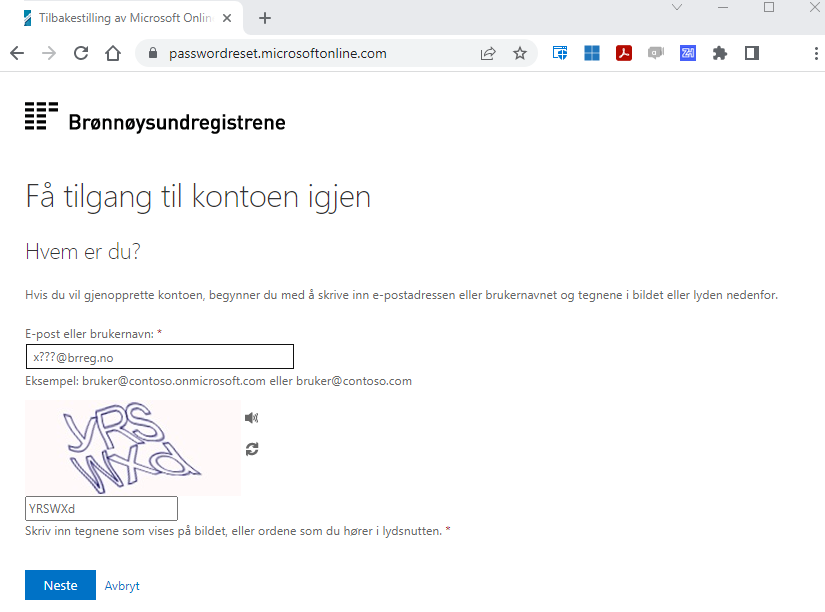 Tilbakestilling av Microsoft Onlin
passwordreset.microsoftonline.com
Brønnøysundregistrene
Få tilgang til kontoen igjen
Hvem er du?
Hvis du vil gjenopprette kontoen, begynner du med å skrive inn e-postadressen eller brukernavnet og tegnene i bildet eller lyden nedenfor.
E-post eller brukernavn: *
x???@brreg.no
Eksempel: bruker@contoso.onmicrosoft.com eller bruker@contoso.com
yRS
WXd
YRSWXd
Skriv inn tegnene som vises på bildet, eller ordene som du hører i lydsnutten. *
Neste Avbryt